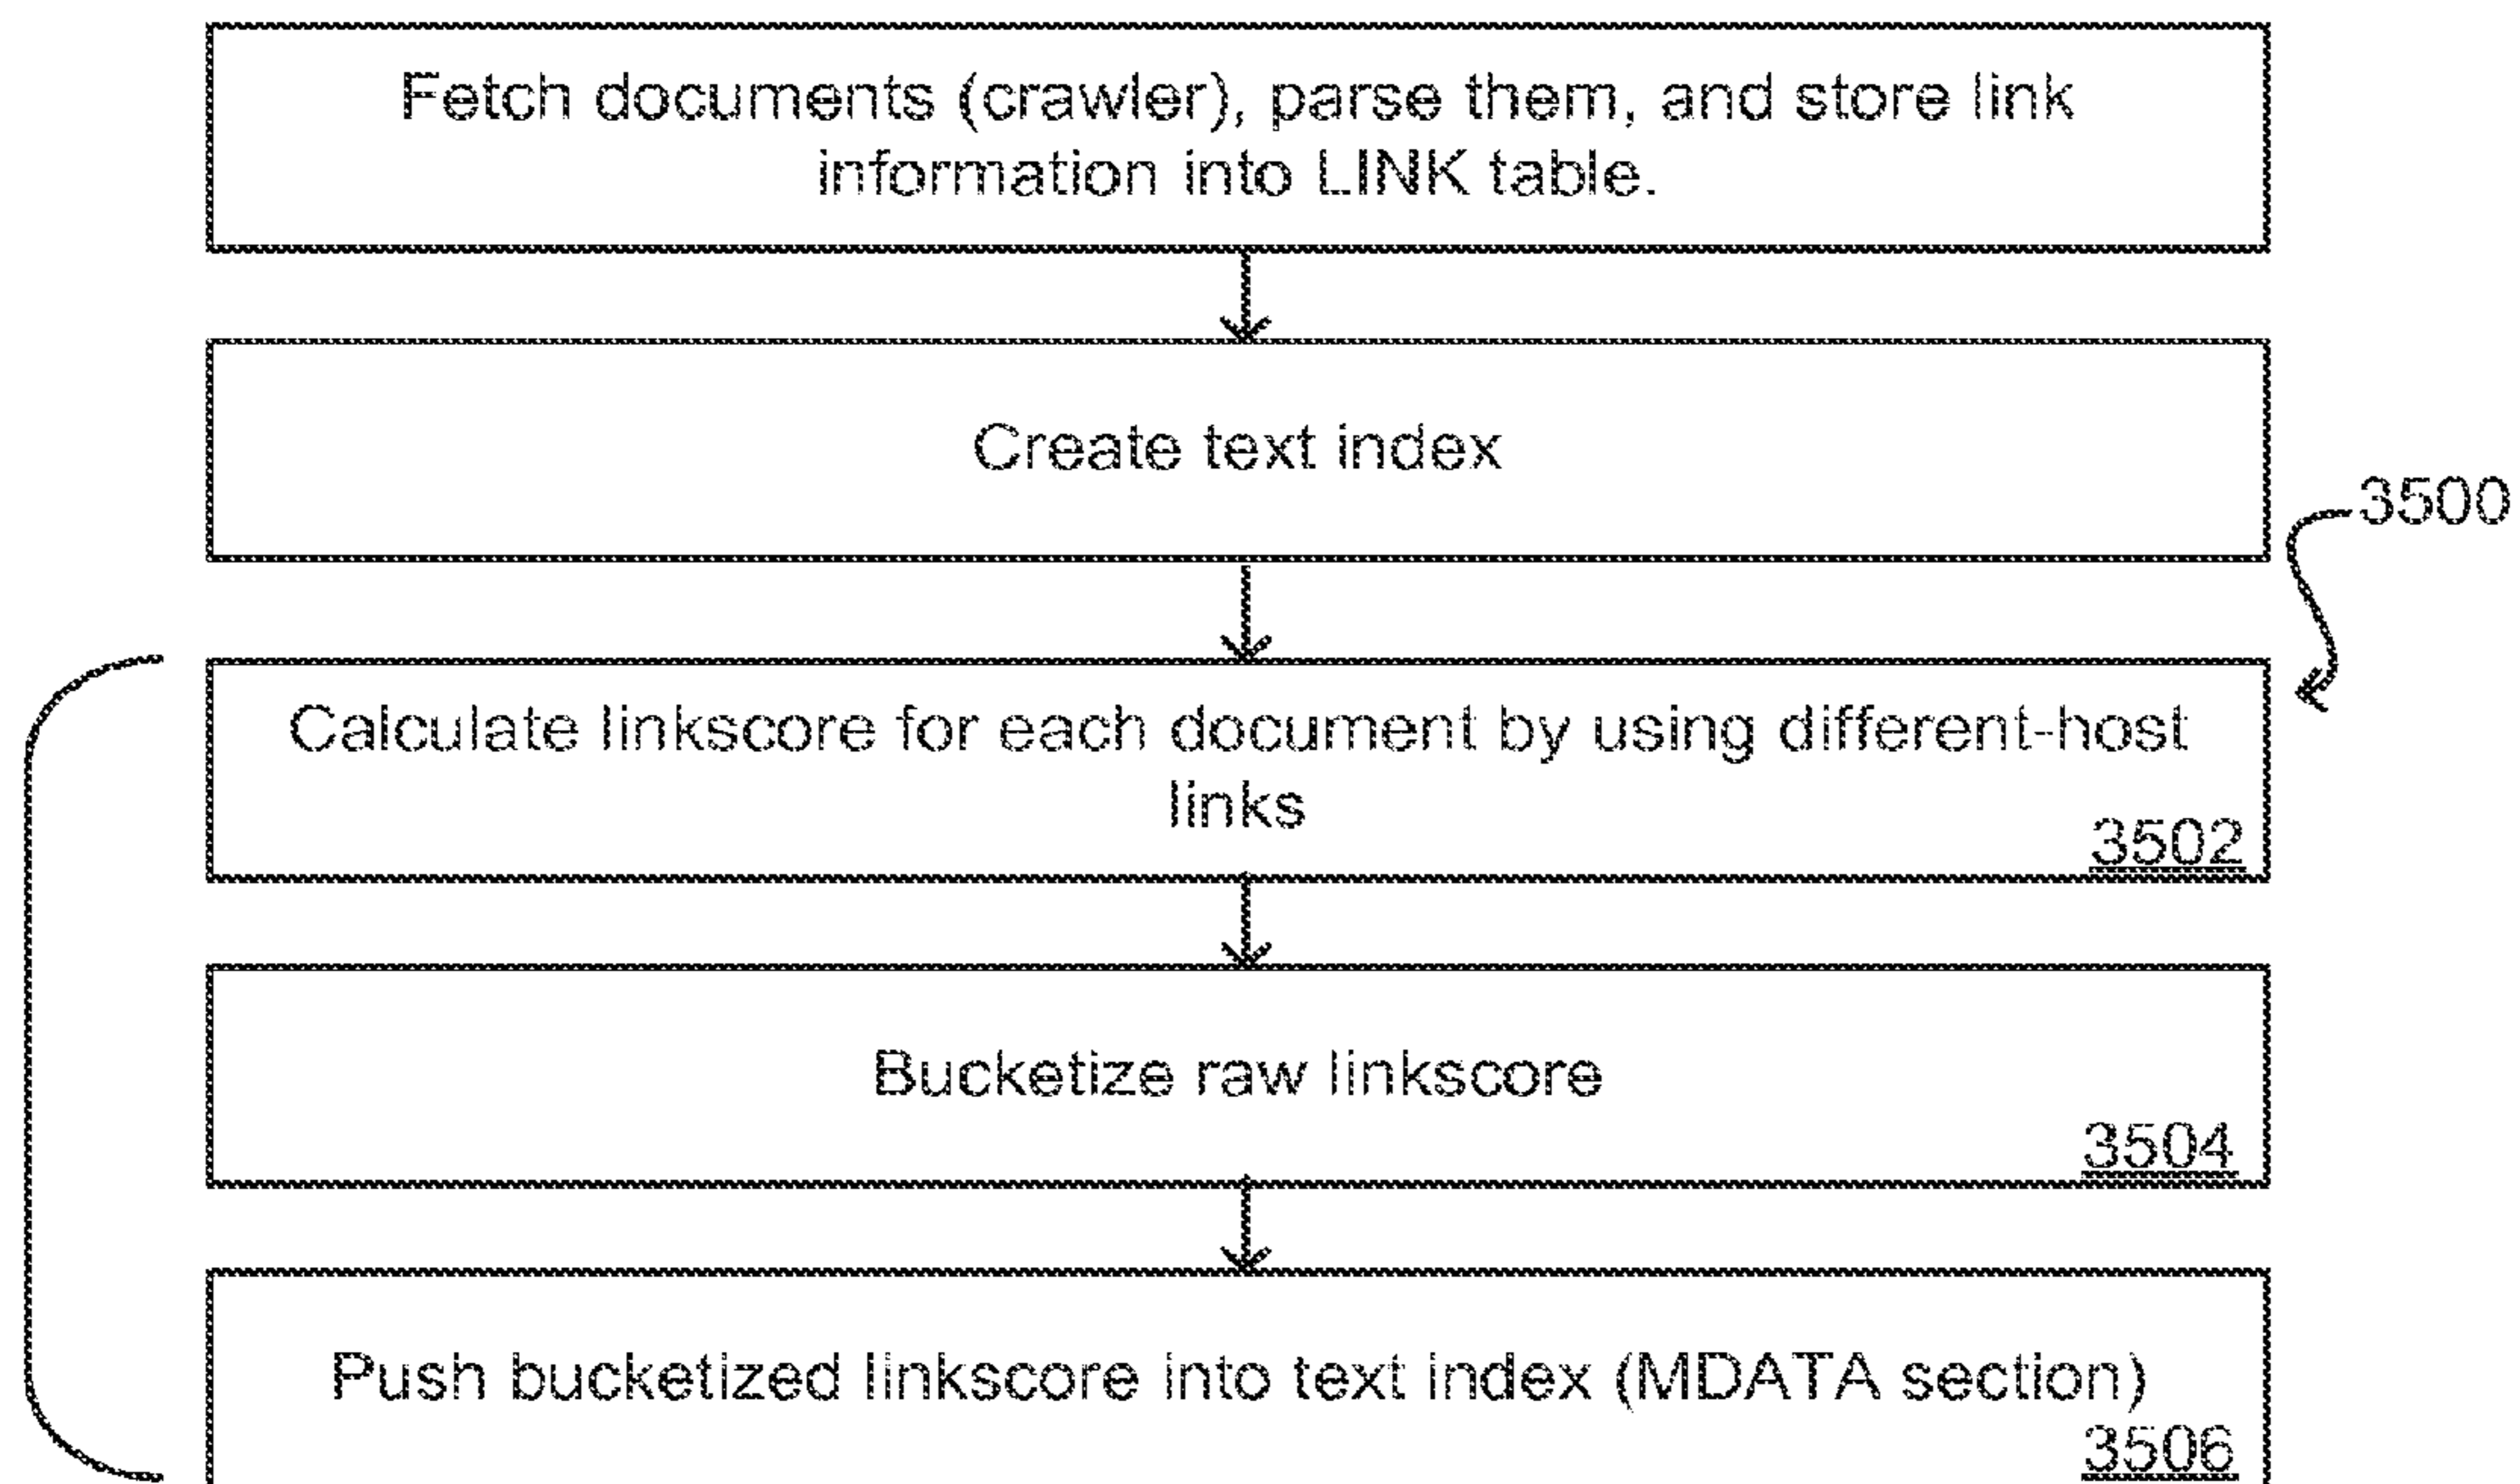 Fetch documents (crawler), parse them, and store link
information into LINK table.
Create text index
3500
Calculate linkscore for each document by using different-host
links
3502
Bucketize raw linkscore
3504
Push bucketized linkscore into text index (MDATA section)
3506